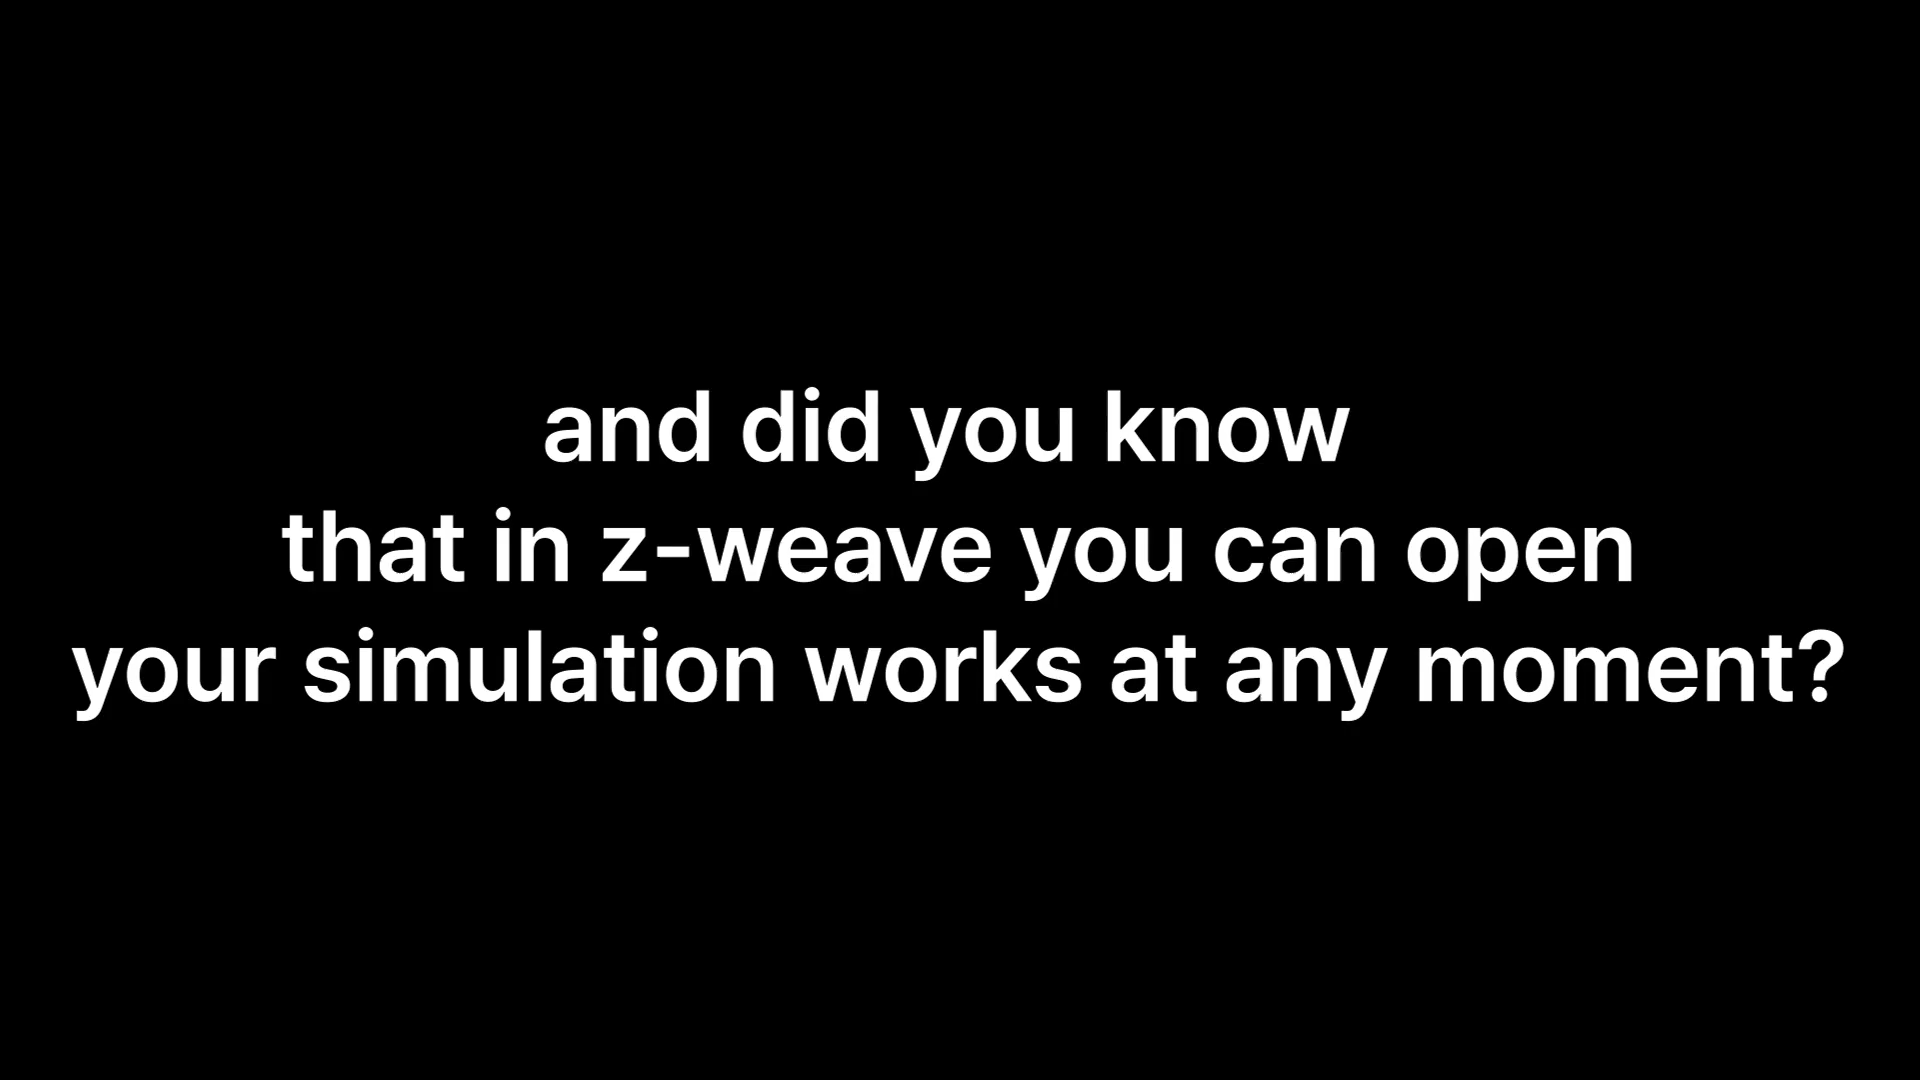 and did you know
that in z-weave you can open
your simulation works at any moment?